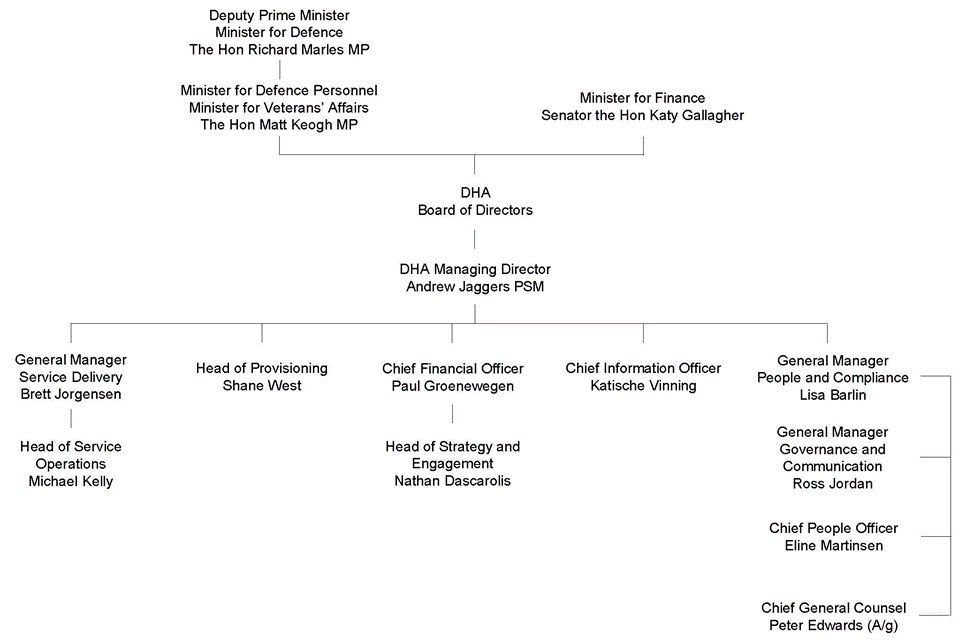 Deputy Prime Minister
Minister for Defence
The Hon Richard Marles MP
Minister for Defence Personnel
Minister for Veterans' Affairs
The Hon Matt Keogh MP
Minister for Finance
Senator the Hon Katy Gallagher
DHA
Board of Directors
DHA Managing Director
Andrew Jaggers PSM
General Manager
Service Delivery
Brett Jorgensen
Head of Provisioning
Shane West
Chief Financial Officer
Paul Groenewegen
Chief Information Officer
Katische Vinning
General Manager
People and Compliance
Lisa Barlin
Head of Service
Operations
Michael Kelly
Head of Strategy and
Engagement
Nathan Dascarolis
General Manager
Governance and
Communication
Ross Jordan
Chief People Officer
Eline Martinsen
Chief General Counsel
Peter Edwards (A/g)